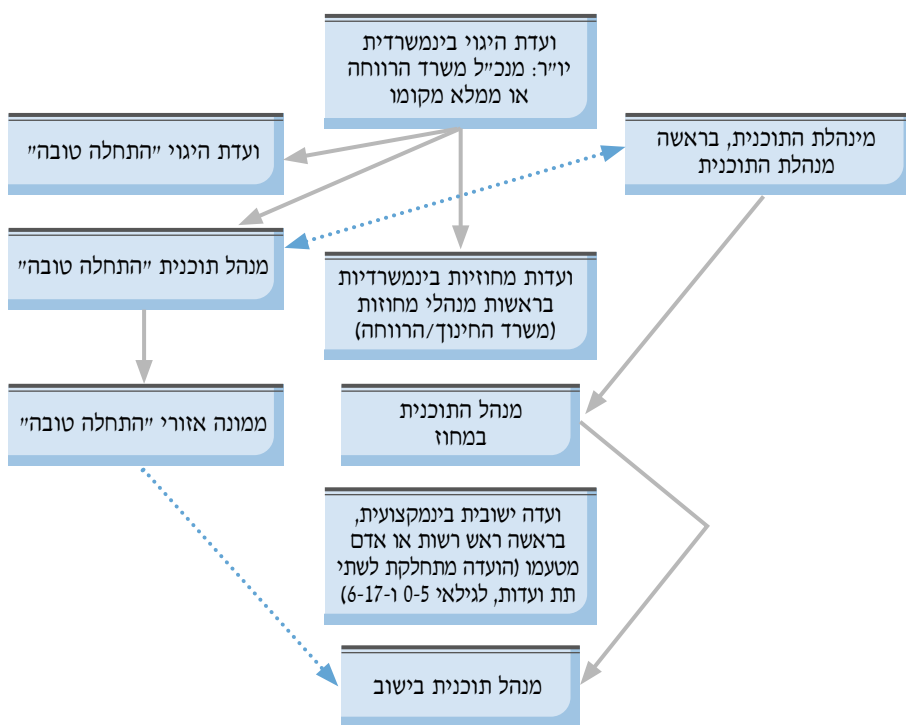 ועדת היגוי בינמשרדית
יו״ר: מנכ״ל משרד הרווחה
או ממלא מקומו
מינהלת התוכנית, בראשה
מנהלת התוכנית
ועדת היגוי ״התחלה טובה״
מנהל תוכנית ״התחלה טובה״
ועדות מחוזיות בינמשרדיות
בראשות מנהלי מחוזות
(משרד החינוך/הרווחה)
מנהל התוכנית
במחוז
ממונה אזורי ״התחלה טובה״
ועדה ישובית בינמקצועית,
בראשה ראש רשות או אדם
מטעמו (הועדה מתחלקת לשתי
תת ועדות, לגילאי 0-5 ו-6-17)
מנהל תוכנית בישוב